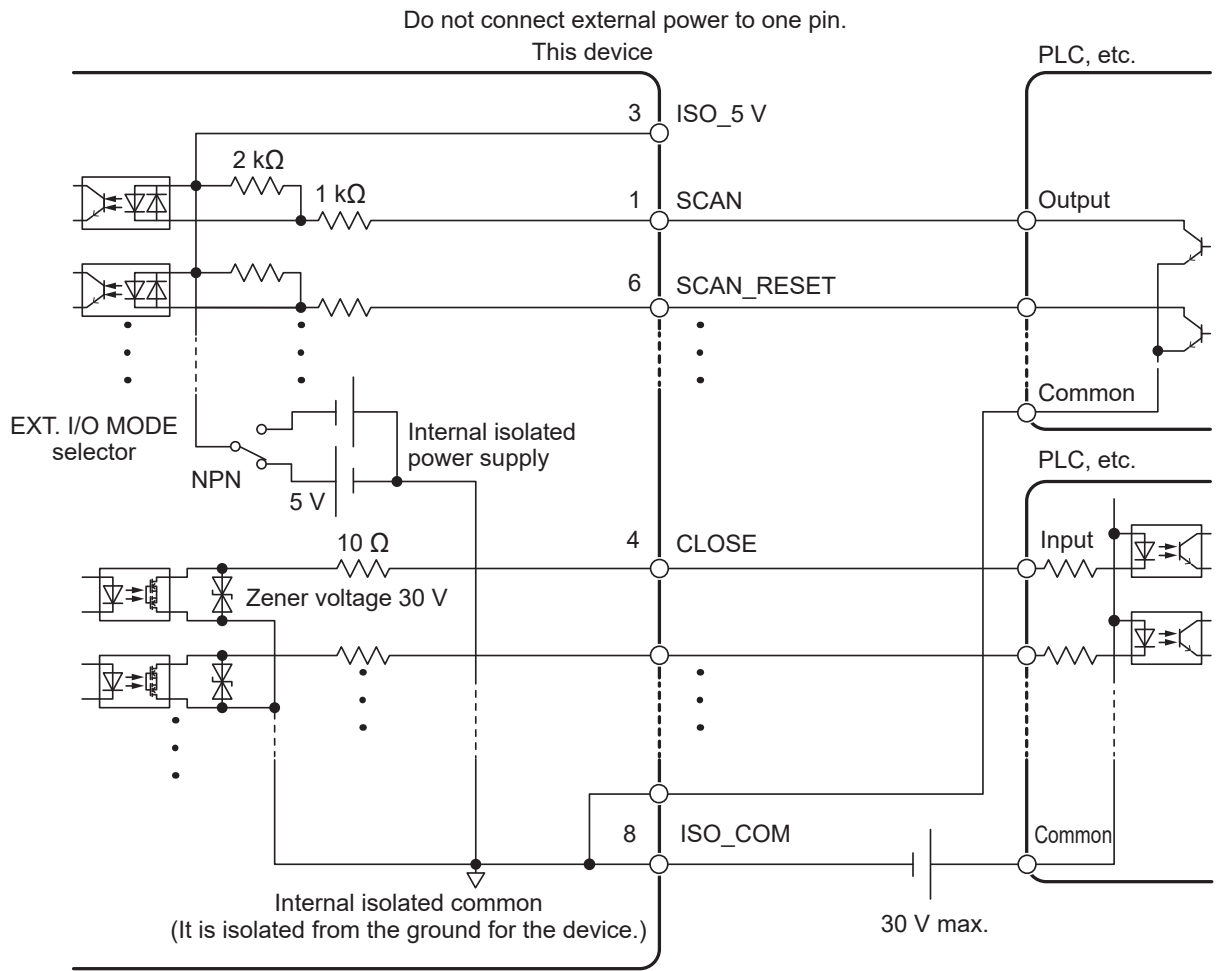 Do not connect external power to one pin.
This device
PLC, etc.
3 ISO_5 V
2 kΩ
1 kΩ
1 SCAN
Output
6 SCAN_RESET
Common
EXT. I/O MODE
selector
NPN
5 V
Internal isolated
power supply
PLC, etc.
10 Ω
4 CLOSE
Input
Zener voltage 30 V
8 ISO_COM
Common
Internal isolated common
(It is isolated from the ground for the device.)
30 V max.